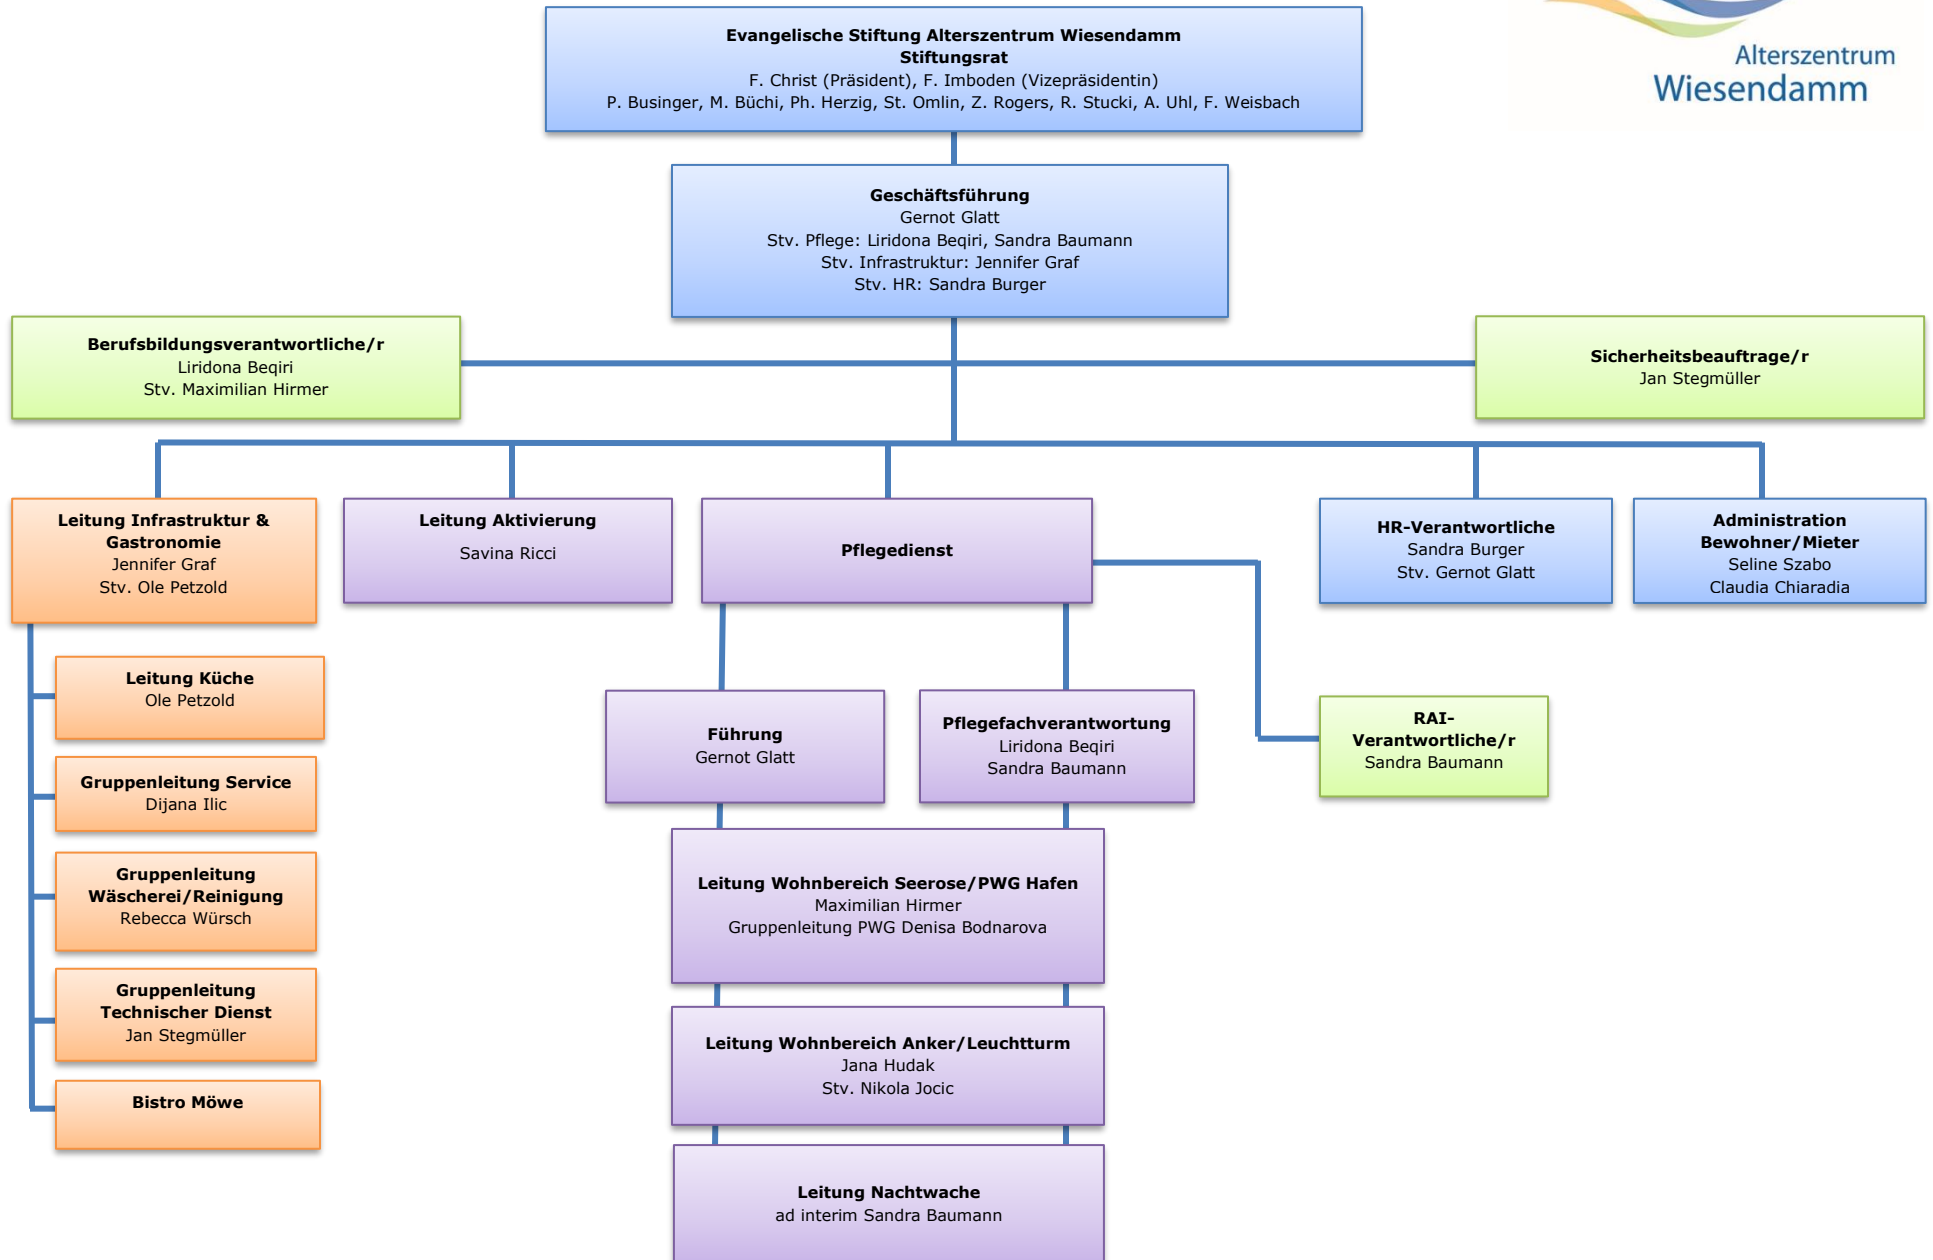 Evangelische Stiftung Alterszentrum Wiesendamm
Stiftungsrat
F. Christ (Präsident), F. Imboden (Vizepräsidentin)
P. Businger, M. Büchi, Ph. Herzig, St. Omlin, Z. Rogers, R. Stucki, A. Uhl, F. Weisbach
Alterszentrum
Wiesendamm
Geschäftsführung
Gernot Glatt
Stv. Pflege: Liridona Beqiri, Sandra Baumann
Stv. Infrastruktur: Jennifer Graf
Stv. HR: Sandra Burger
Berufsbildungsverantwortliche/r
Liridona Beqiri
Stv. Maximilian Hirmer
Sicherheitsbeauftrage/r
Jan Stegmüller
Leitung Infrastruktur &
Gastronomie
Jennifer Graf
Stv. Ole Petzold
Leitung Aktivierung
Savina Ricci
Pflegedienst
HR-Verantwortliche
Sandra Burger
Stv. Gernot Glatt
Administration
Bewohner/Mieter
Seline Szabo
Claudia Chiaradia
Leitung Küche
Ole Petzold
Gruppenleitung Service
Dijana Ilic
Gruppenleitung
Wäscherei/Reinigung
Rebecca Würsch
Gruppenleitung
Technischer Dienst
Jan Stegmüller
Bistro Möwe
Führung
Gernot Glatt
Pflegefachverantwortung
Liridona Beqiri
Sandra Baumann
RAI-
Verantwortliche/r
Sandra Baumann
Leitung Wohnbereich Seerose/PWG Hafen
Maximilian Hirmer
Gruppenleitung PWG Denisa Bodnarova
Leitung Wohnbereich Anker/Leuchtturm
Jana Hudak
Stv. Nikola Jocic
Leitung Nachtwache
ad interim Sandra Baumann